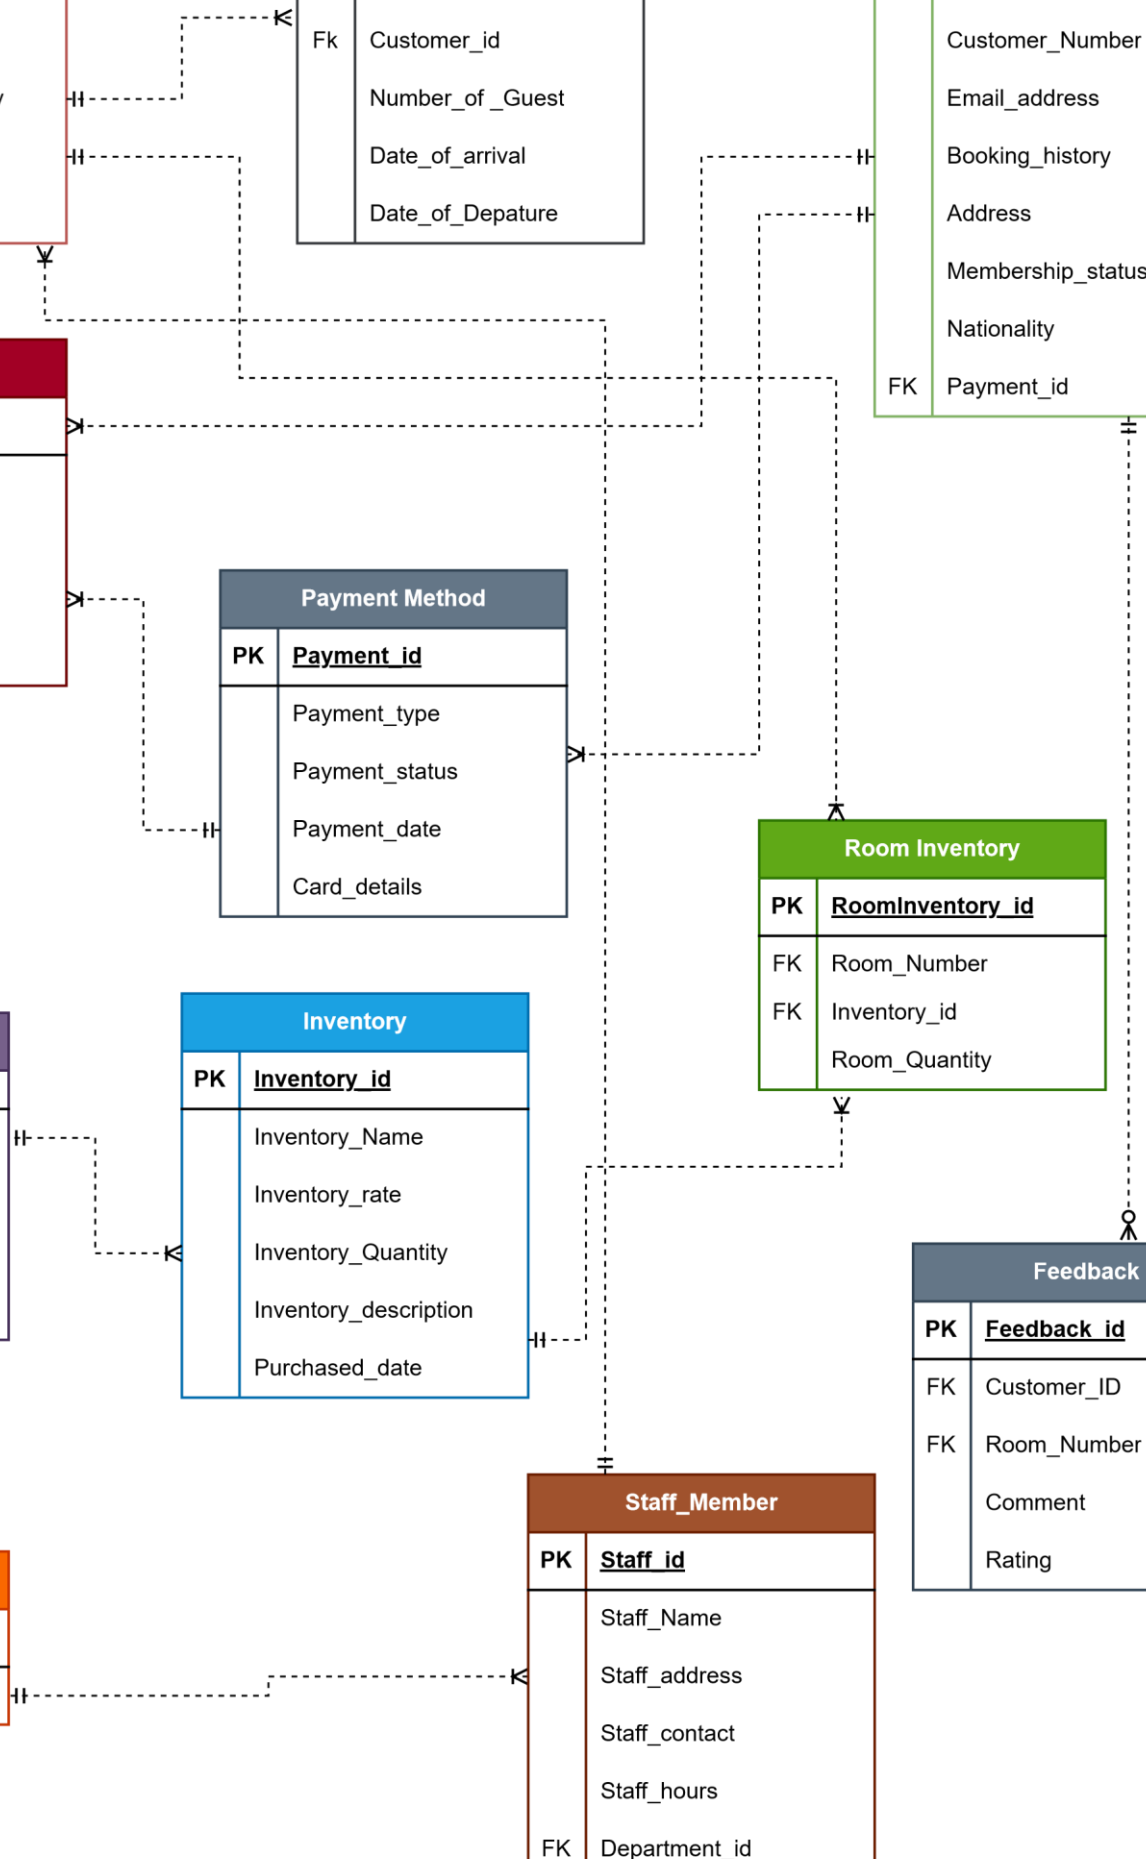 Fk Customer_id
Number_of _Guest
Date_of_arrival
Date_of_Depature
Customer_Number
Email_address
Booking_history
Address
Membership_status
Nationality
FK Payment_id
Payment Method
PK Payment_id
Payment_type
Payment_status
Payment_date
Card_details
Room Inventory
PK RoomInventory_id
FK Room_Number
FK Inventory_id
Room_Quantity
Inventory
PK Inventory_id
Inventory_Name
Inventory_rate
Inventory_Quantity
Inventory_description
Purchased_date
Feedback
PK Feedback_id
FK Customer_ID
FK Room_Number
Comment
Rating
Staff_Member
PK Staff_id
Staff_Name
Staff_address
Staff_contact
Staff_hours
FK Department_id